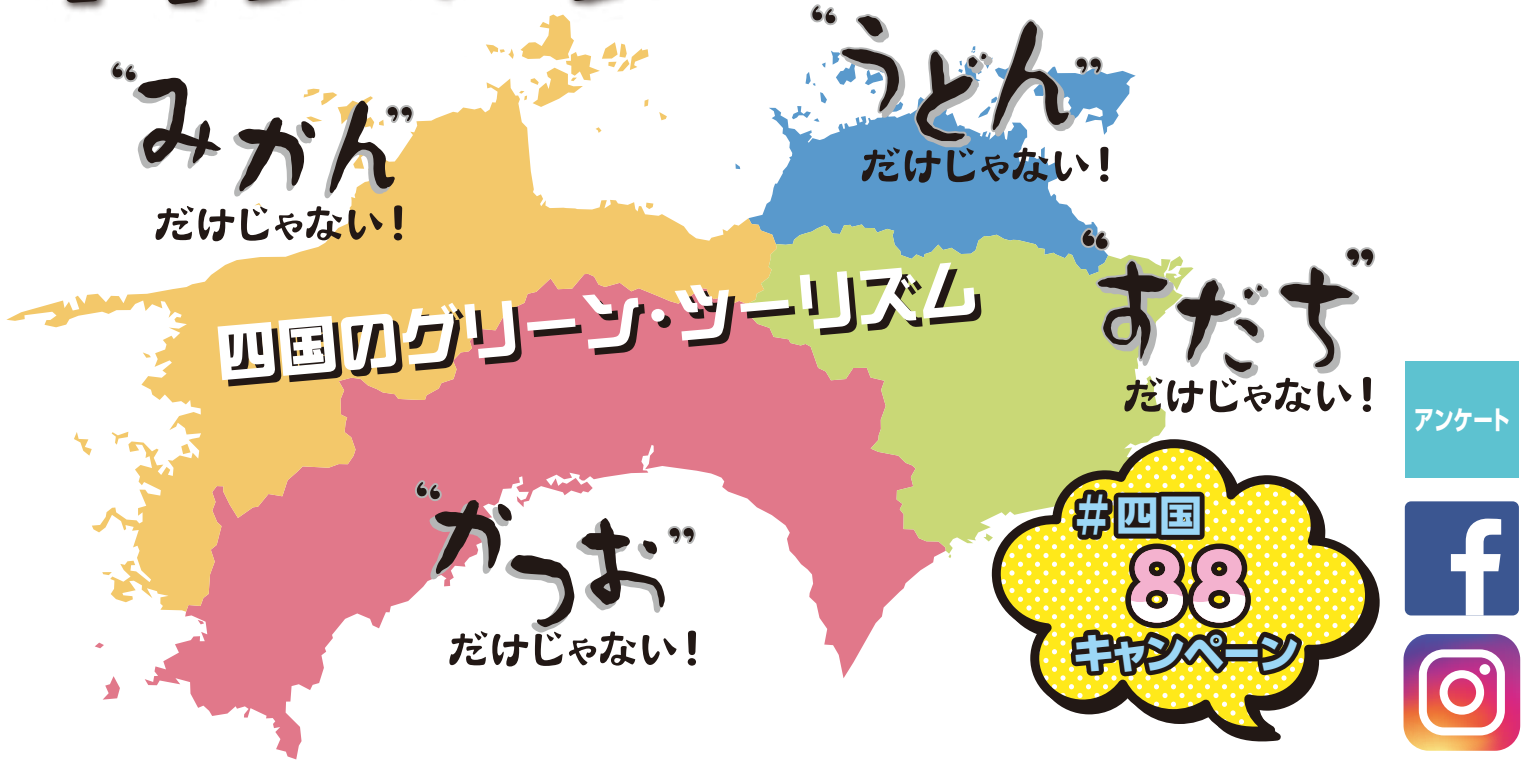 “うどん”
だけじゃない！
“みかん”
だけじゃない！
“すだち”
だけじゃない！
四国のグリーン・ツーリズム
“かつお”
だけじゃない！
アンケート
#四国
88
キャンペーン